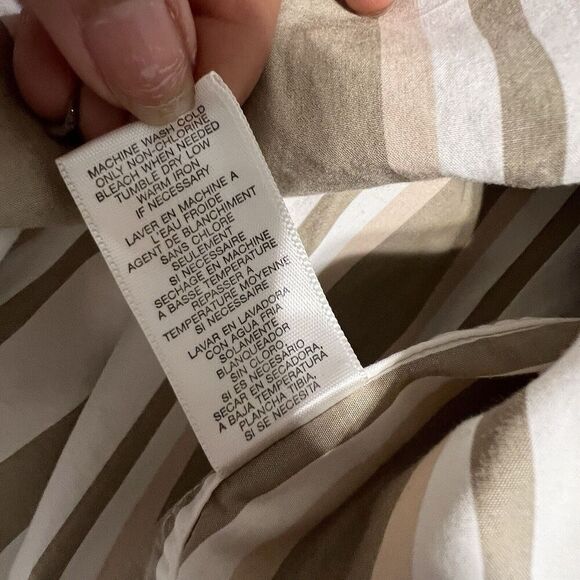 MACHINE WASH COLD
ONLY NON-CHLORINE
BLEACH WHEN NEEDED
TUMBLE DRY LOW
WARM IRON
IF NECESSARY
LAVER EN MACHINE A
L'EAU FROIDE
AGENT DE BLANCHIMENT
SANS CLORE
SEULEMENT
SI NECESSAIRE
SECHAGE EN MACHINE
A BASSE TEMPERATURE
REPASSER A
TEMPERATURE MOYENNE
SI NECESSAIRE
LAVAR EN LAVADORA
CON AGUA FRIA
SOLAMANTE
BLANQUEADOR
SIN CLORO
SI ES NECESARIO
SECAR EN SECADORA,
A BAJA TEMPERATURA
PLANCHA TIBIA,
SI SE NECESITA